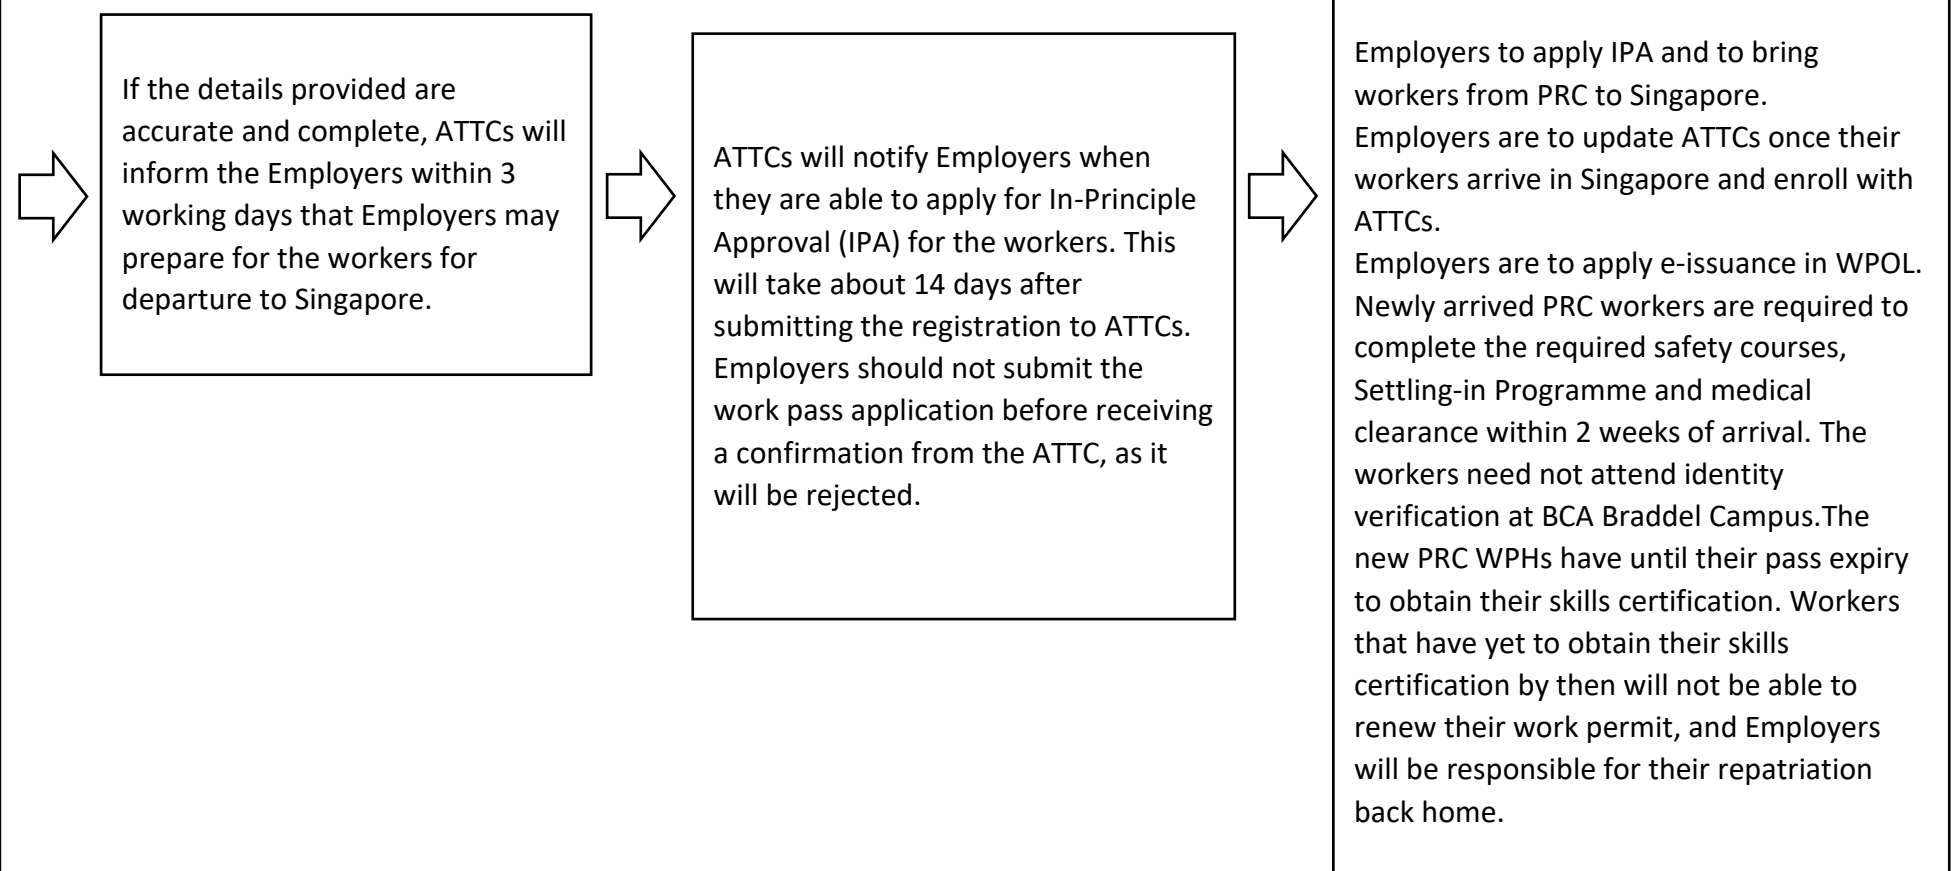 If the details provided are
accurate and complete, ATTCs will
inform the Employers within 3
working days that Employers may
prepare for the workers for
departure to Singapore.
ATTCs will notify Employers when
they are able to apply for In-Principle
Approval (IPA) for the workers. This
will take about 14 days after
submitting the registration to ATTCs.
Employers should not submit the
work pass application before receiving
a confirmation from the ATTC, as it
will be rejected.
Employers to apply IPA and to bring
workers from PRC to Singapore.
Employers are to update ATTCs once their
workers arrive in Singapore and enroll with
ATTCs.
Employers are to apply e-issuance in WPOL.
Newly arrived PRC workers are required to
complete the required safety courses,
Settling-in Programme and medical
clearance within 2 weeks of arrival. The
workers need not attend identity
verification at BCA Braddel Campus.The
new PRC WPHs have until their pass expiry
to obtain their skills certification. Workers
that have yet to obtain their skills
certification by then will not be able to
renew their work permit, and Employers
will be responsible for their repatriation
back home.